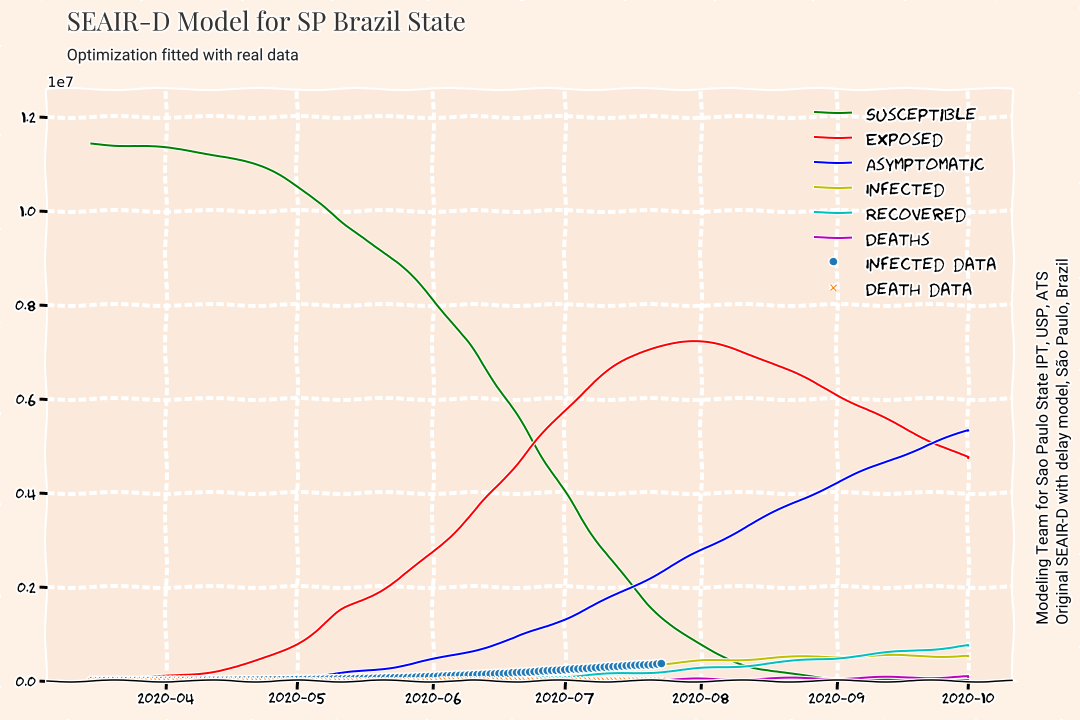 SEAIR-D Model for SP Brazil State
Optimization fitted with real data
1e7
1.2
1.0
0.8
0.6
0.4
0.2
0.0
SUSCEPTIBLE
EXPOSED
ASYMPTOMATIC
INFECTED
RECOVERED
DEATHS
INFECTED DATA
DEATH DATA
2020-04 2020-05 2020-06 2020-07 2020-08 2020-09 2020-10
Modeling Team for Sao Paulo State IPT, USP, ATS
Original SEAIR-D with delay model, São Paulo, Brazil